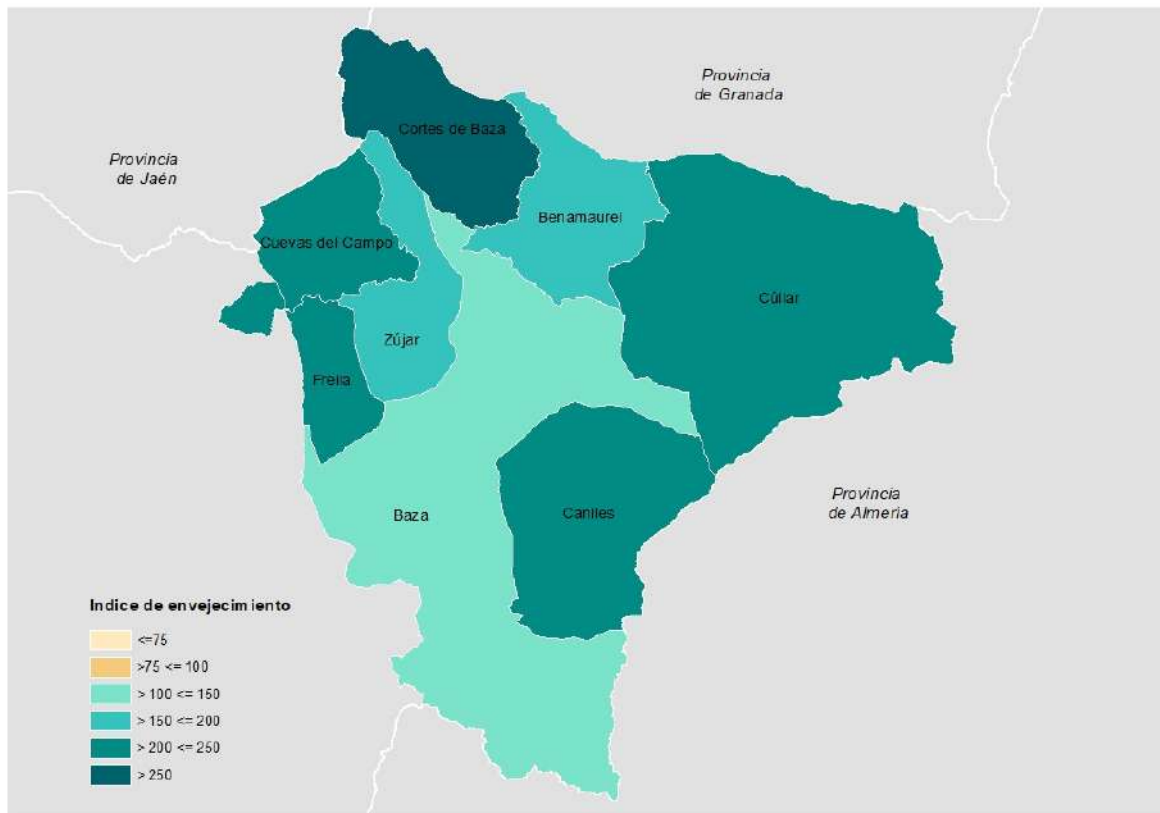 Provincia
de Granada
Provincia
de Jaén
Cortes de Baza
Benamaurel
Cuevas del Campo
Cúllar
Zújar
Freila
Provincia
de Almería
Baza
Caniles
Indice de envejecimiento
<=75
>75 <= 100
> 100 <= 150
> 150 <= 200
> 200 <= 250
> 250